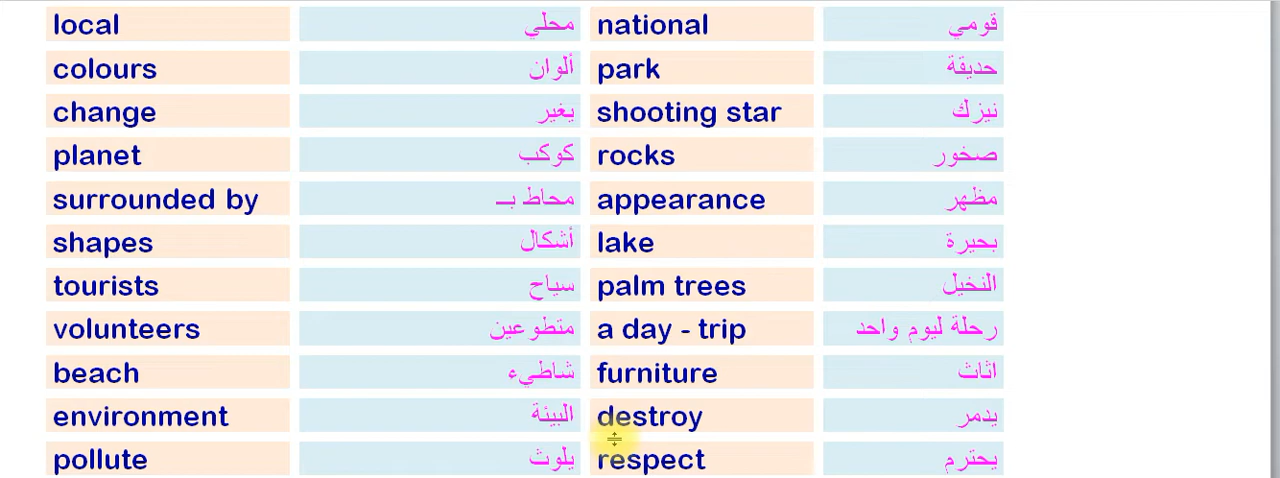 local محلي national قومي
colours ألوان park حديقة
change يغير shooting star نيزك
planet كوكب rocks صخور
surrounded by محاط بـــ appearance مظهر
shapes أشكال lake بحيرة
tourists سياح palm trees النخيل
volunteers متطوعين a day - trip رحلة ليوم واحد
beach شاطيء furniture اثاث
environment البيئة destroy يدمر
pollute يلوث respect يحترم